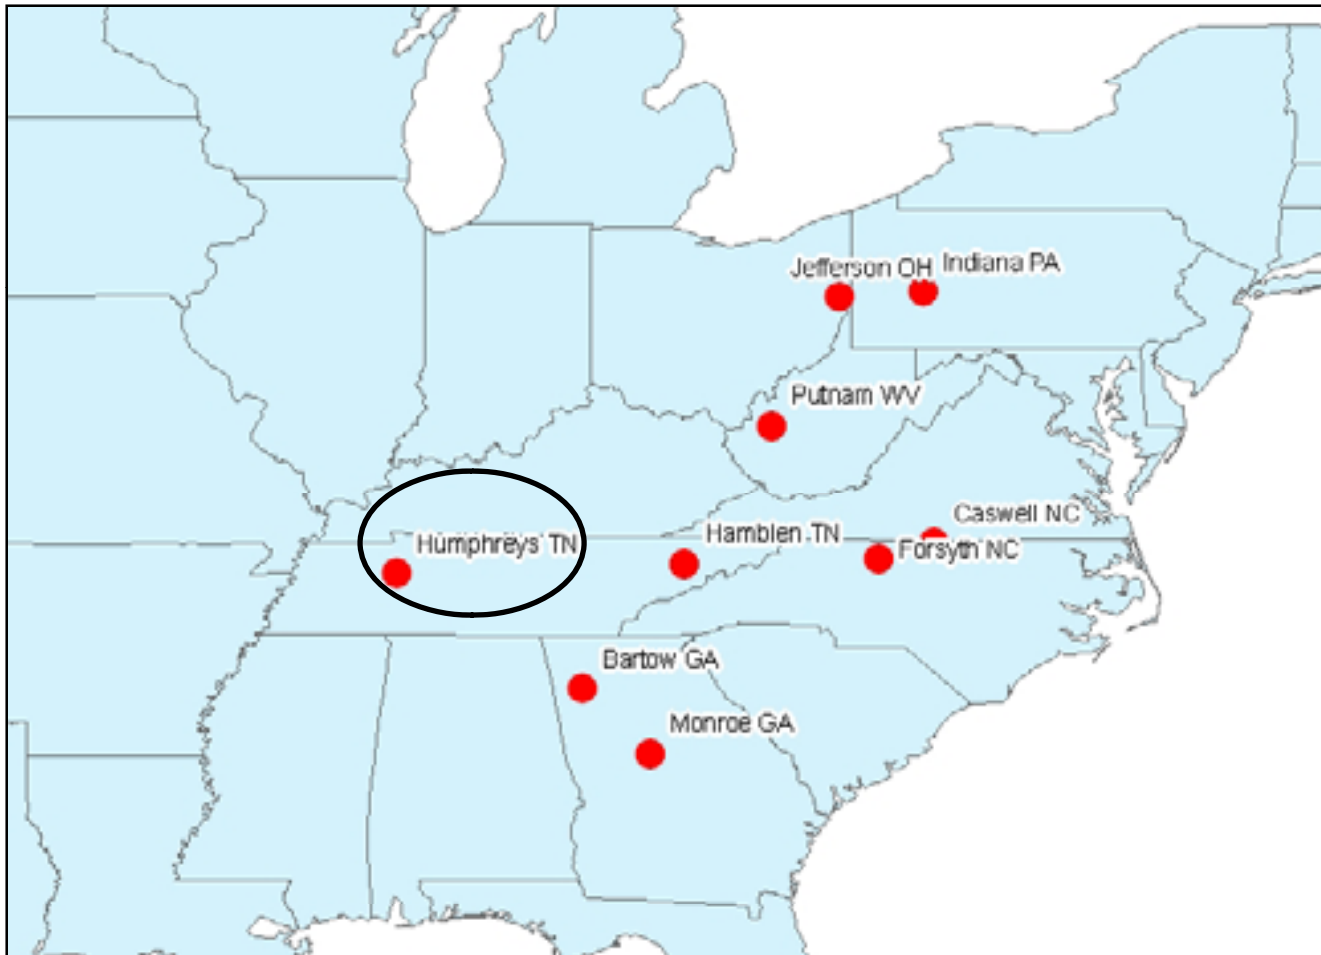 Jefferson OH
Indiana PA
Putnam WV
Caswell NC
Hamblen TN
Humphreys TN
Forsyth NC
Bartow GA
Monroe GA